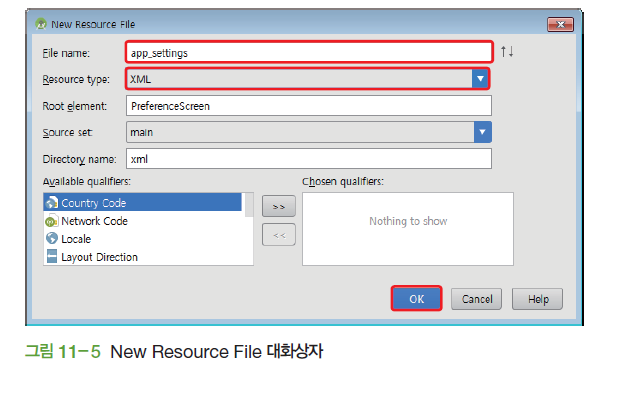 New Resource File
File name: app_settings
Resource type: XML
Root element: PreferenceScreen
Source set: main
Directory name: xml
Available qualifiers: Chosen qualifiers:
Country Code >>
Network Code Nothing to show
Locale <<
Layout Direction
OK Cancel Help
그림 11-5 New Resource File 대화상자